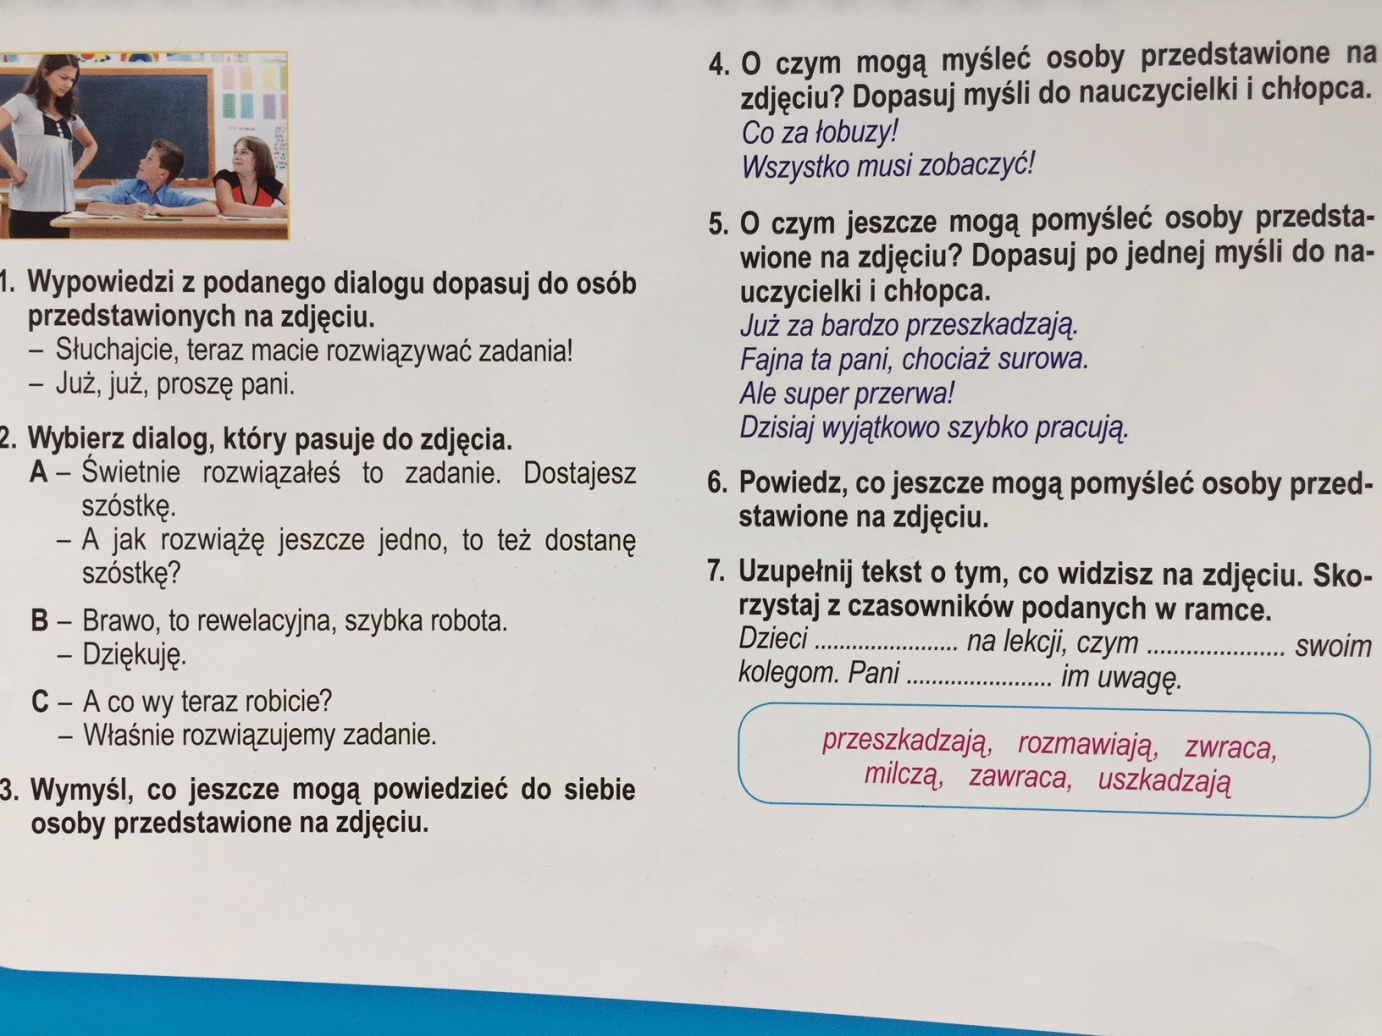 1. Wypowiedzi z podanego dialogu dopasuj do osób
przedstawionych na zdjęciu.
– Słuchajcie, teraz macie rozwiązywać zadania!
– Już, już, proszę pani.
2. Wybierz dialog, który pasuje do zdjęcia.
A – Świetnie rozwiązałeś to zadanie. Dostajesz
szóstkę.
– A jak rozwiążę jeszcze jedno, to też dostanę
szóstkę?
B – Brawo, to rewelacyjna, szybka robota.
– Dziękuję.
C – A co wy teraz robicie?
– Właśnie rozwiązujemy zadanie.
3. Wymyśl, co jeszcze mogą powiedzieć do siebie
osoby przedstawione na zdjęciu.
4. O czym mogą myśleć osoby przedstawione na
zdjęciu? Dopasuj myśli do nauczycielki i chłopca.
Co za łobuzy!
Wszystko musi zobaczyć!
5. O czym jeszcze mogą pomyśleć osoby przedsta-
wione na zdjęciu? Dopasuj po jednej myśli do na-
uczycielki i chłopca.
Już za bardzo przeszkadzają.
Fajna ta pani, chociaż surowa.
Ale super przerwa!
Dzisiaj wyjątkowo szybko pracują.
6. Powiedz, co jeszcze mogą pomyśleć osoby przed-
stawione na zdjęciu.
7. Uzupełnij tekst o tym, co widzisz na zdjęciu. Sko-
rzystaj z czasowników podanych w ramce.
Dzieci ....................... na lekcji, czym ...................... swoim
kolegom. Pani ....................... im uwagę.
przeszkadzają, rozmawiają, zwraca,
milczą, zawraca, uszkadzają